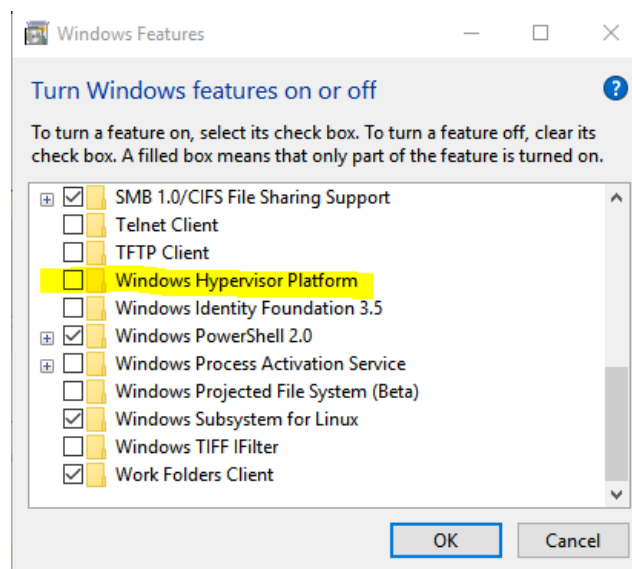 Windows Features
Turn Windows features on or off
To turn a feature on, select its check box. To turn a feature off, clear its
check box. A filled box means that only part of the feature is turned on.
SMB 1.0/CIFS File Sharing Support
Telnet Client
TFTP Client
Windows Hypervisor Platform
Windows Identity Foundation 3.5
Windows PowerShell 2.0
Windows Process Activation Service
Windows Projected File System (Beta)
Windows Subsystem for Linux
Windows TIFF IFilter
Work Folders Client
OK Cancel